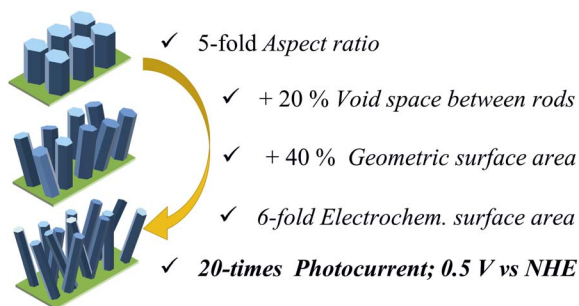 ✓ 5-fold Aspect ratio
✓ + 20 % Void space between rods
✓ + 40 % Geometric surface area
✓ 6-fold Electrochem. surface area
✓ 20-times Photocurrent; 0.5 V vs NHE